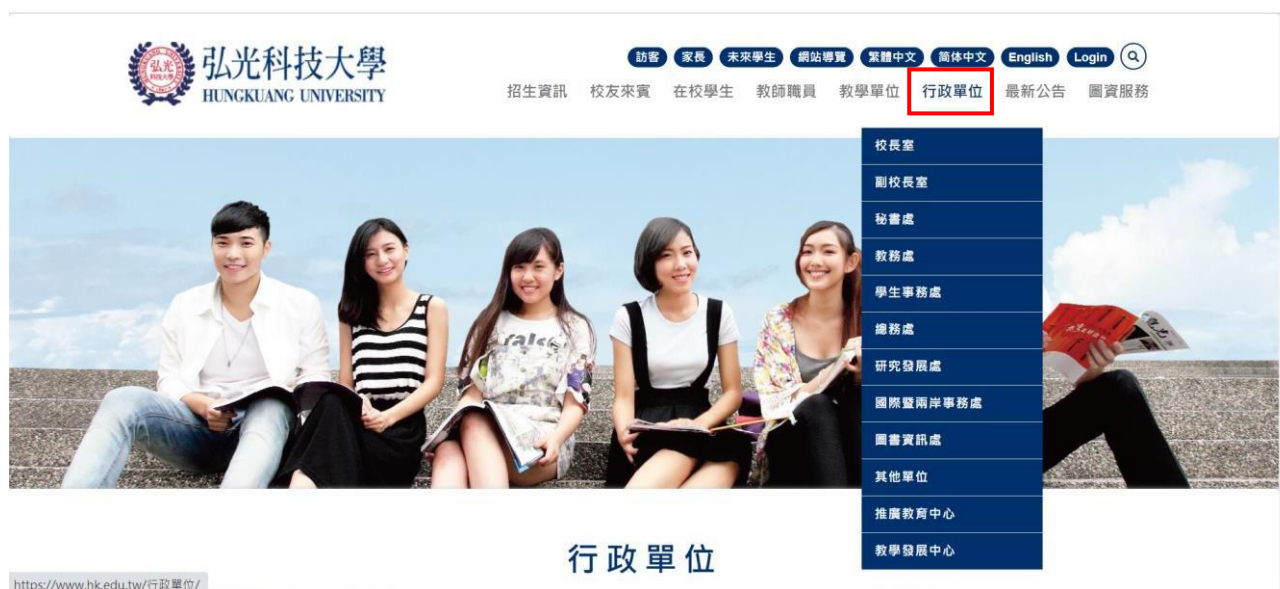 弘光科技大學
HUNGKUANG UNIVERSITY
訪客 家長 未來學生 網站導覽 繁體中文 简体中文 English Login
招生資訊 校友來賓 在校學生 教師職員 教學單位 行政單位 最新公告 圖資服務
校長室
副校長室
秘書處
教務處
學生事務處
總務處
研究發展處
國際暨兩岸事務處
圖書資訊處
其他單位
推廣教育中心
教學發展中心
行政單位
https://www.hk.edu.tw/行政單位/